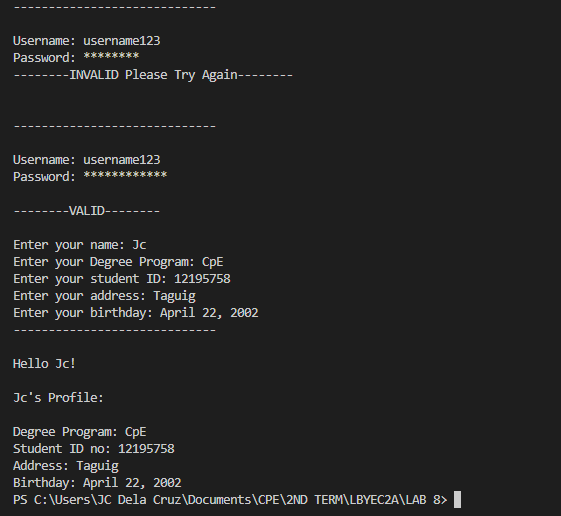 -----------------------------
Username: username123
Password: ********
--------INVALID Please Try Again--------
-----------------------------
Username: username123
Password: ************
--------VALID--------
Enter your name: Jc
Enter your Degree Program: CpE
Enter your student ID: 12195758
Enter your address: Taguig
Enter your birthday: April 22, 2002
-----------------------------
Hello Jc!
Jc's Profile:
Degree Program: CpE
Student ID no: 12195758
Address: Taguig
Birthday: April 22, 2002
PS C:\Users\JC Dela Cruz\Documents\CPE\2ND TERM\LBYEC2A\LAB 8>